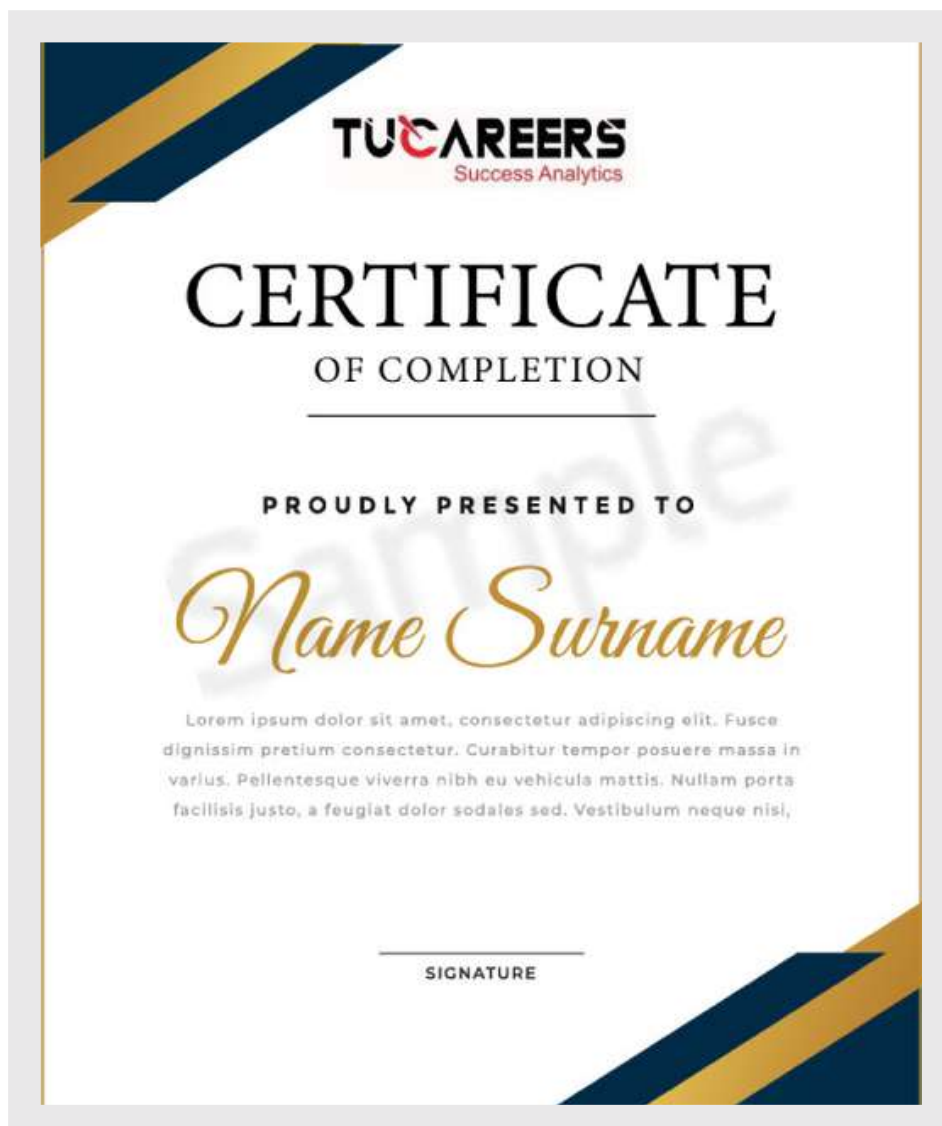 TUCAREERS
Success Analytics
CERTIFICATE
OF COMPLETION
PROUDLY PRESENTED TO
Sample
Name Surname
Lorem ipsum dolor sit amet, consectetur adipiscing elit. Fusce
dignissim pretium consectetur. Curabitur tempor posuere massa in
varius. Pellentesque viverra nibh eu vehicula mattis. Nullam porta
facilisis justo, a feugiat dolor sodales sed. Vestibulum neque nisi,
SIGNATURE